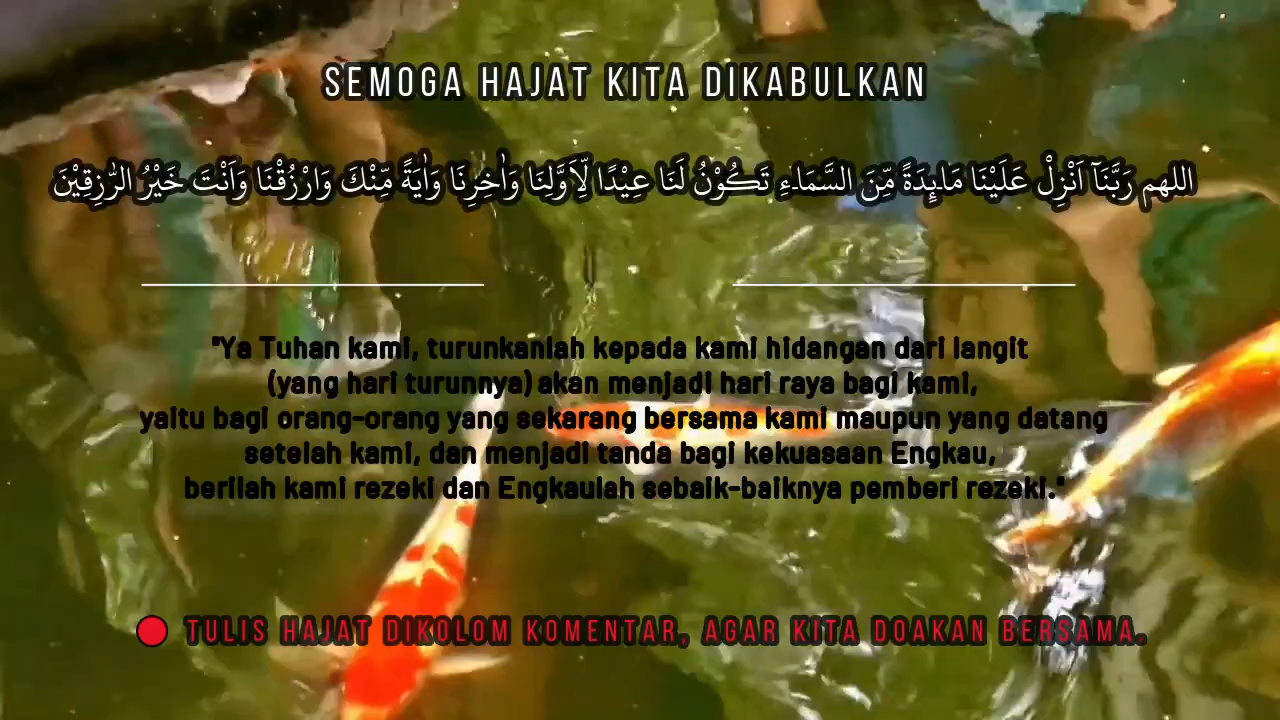 SEMOGA HAJAT KITA DIKABULKAN
اللهم رَبَّنَآ اَنْزِلْ عَلَيْنَا مَاۤىِٕدَةً مِّنَ السَّمَاۤءِ تَكُوْنُ لَنَا عِيْدًا لِّاَوَّلِنَا وَاٰخِرِنَا وَاٰيَةً مِّنْكَ وَارْزُقْنَا وَاَنْتَ خَيْرُ الرّٰزِقِيْنَ
"Ya Tuhan kami, turunkanlah kepada kami hidangan dari langit
(yang hari turunnya) akan menjadi hari raya bagi kami,
yaitu bagi orang-orang yang sekarang bersama kami maupun yang datang
setelah kami, dan menjadi tanda bagi kekuasaan Engkau,
berilah kami rezeki dan Engkaulah sebaik-baiknya pemberi rezeki."
TULIS HAJAT DIKOLOM KOMENTAR, AGAR KITA DOAKAN BERSAMA.